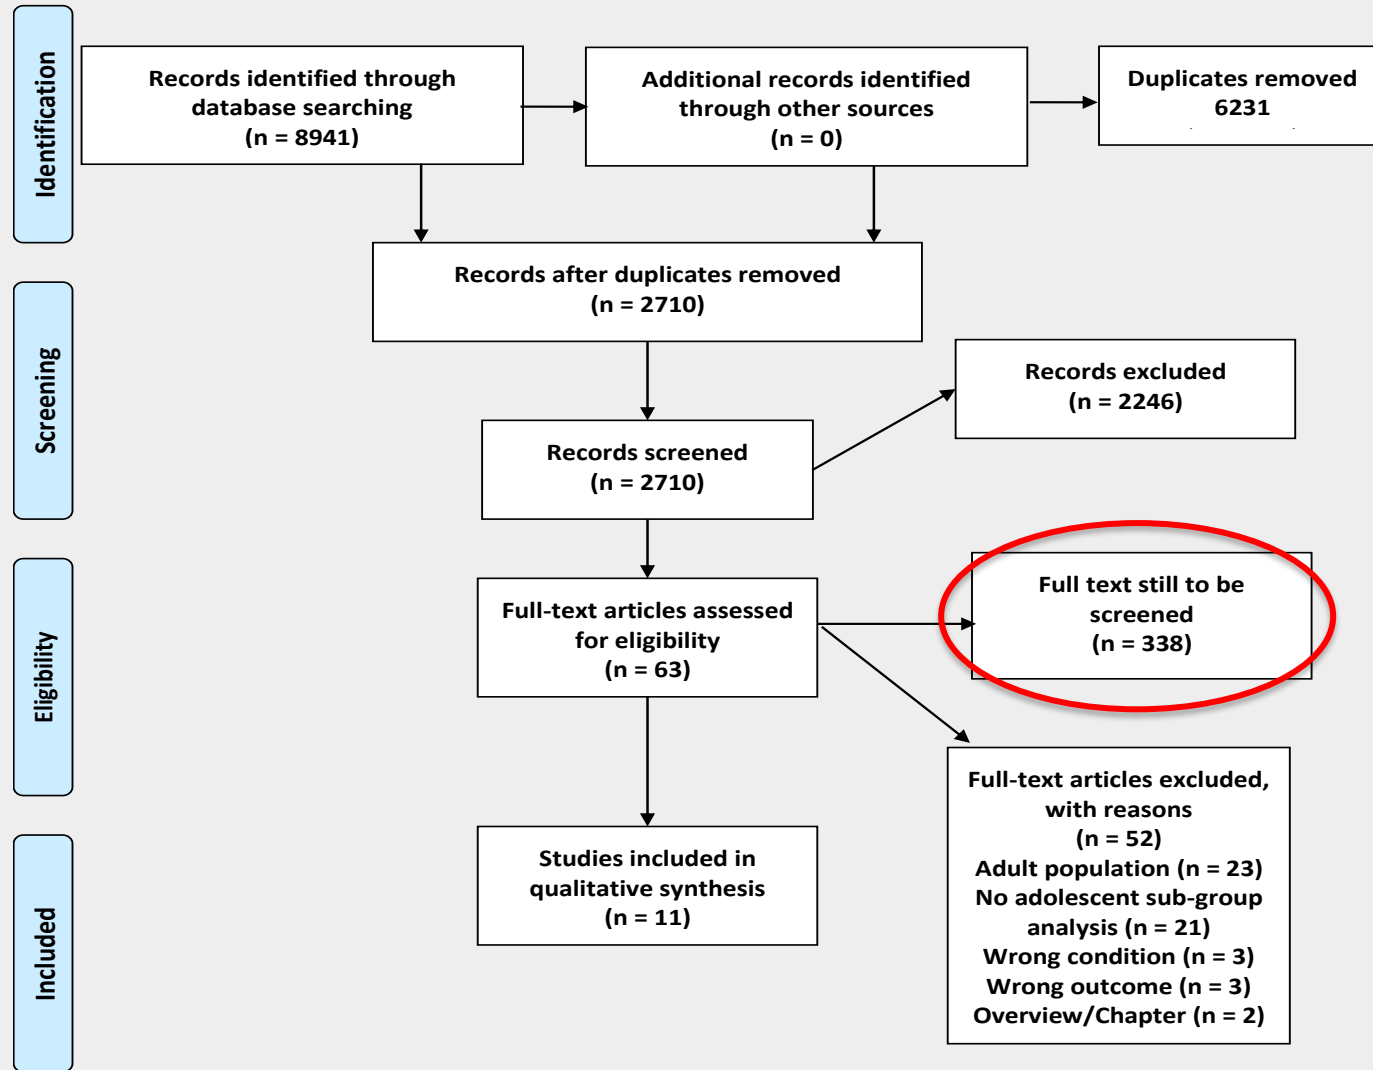 Identification
Records identified through
database searching
(n = 8941)
Additional records identified
through other sources
(n = 0)
Duplicates removed
6231
Records after duplicates removed
(n = 2710)
Screening
Records excluded
(n = 2246)
Records screened
(n = 2710)
Eligibility
Full-text articles assessed
for eligibility
(n = 63)
Full text still to be
screened
(n = 338)
Full-text articles excluded,
with reasons
(n = 52)
Adult population (n = 23)
No adolescent sub-group
analysis (n = 21)
Wrong condition (n = 3)
Wrong outcome (n = 3)
Overview/Chapter (n = 2)
Included
Studies included in
qualitative synthesis
(n = 11)